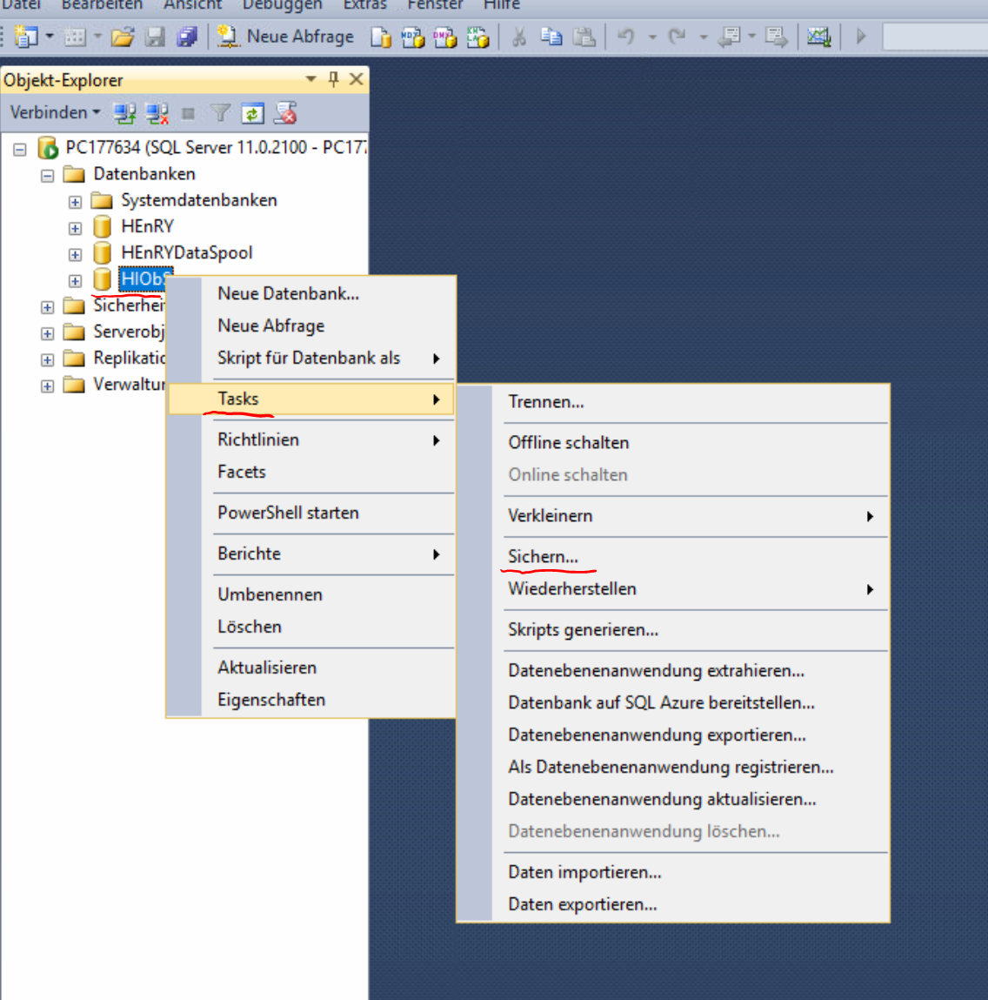 Datei Bearbeiten Ansicht Debuggen Extras Fenster Hilfe
Neue Abfrage
Objekt-Explorer
Verbinden
PC177634 (SQL Server 11.0.2100 - PC177
Datenbanken
Systemdatenbanken
HEnRY
HEnRYDataSpool
HIObS
Sicherheit
Serverobj
Replikatio
Verwaltun
Neue Datenbank...
Neue Abfrage
Skript für Datenbank als
Tasks
Richtlinien
Facets
PowerShell starten
Berichte
Umbenennen
Löschen
Aktualisieren
Eigenschaften
Trennen...
Offline schalten
Online schalten
Verkleinern
Sichern...
Wiederherstellen
Skripts generieren...
Datenebenenanwendung extrahieren...
Datenbank auf SQL Azure bereitstellen...
Datenebenenanwendung exportieren...
Als Datenebenenanwendung registrieren...
Datenebenenanwendung aktualisieren...
Datenebenenanwendung löschen...
Daten importieren...
Daten exportieren...